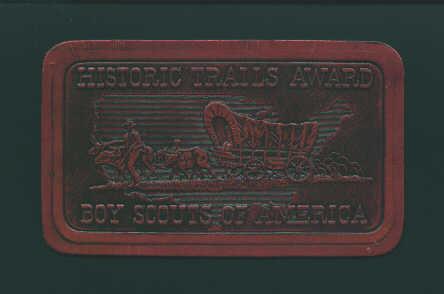 HISTORIC TRAILS AWARD
BOY SCOUTS OF AMERICA